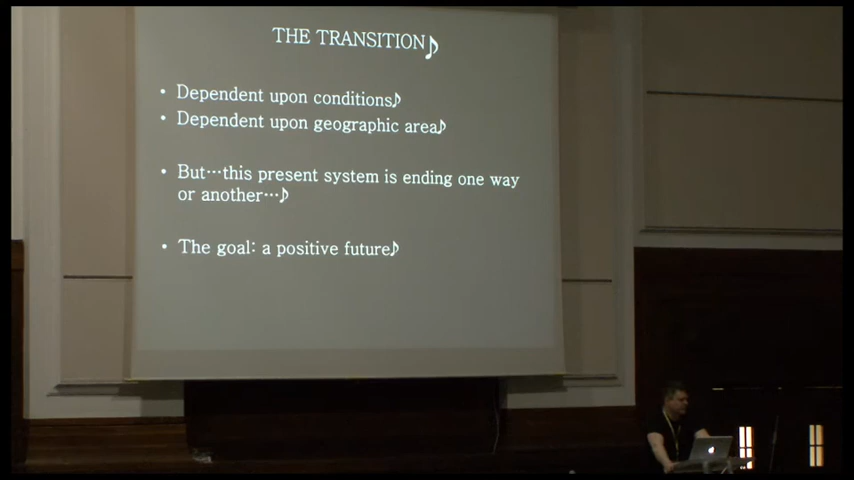 THE TRANSITION♪
• Dependent upon conditions♪
• Dependent upon geographic area♪
• But…this present system is ending one way
or another…♪
• The goal: a positive future♪